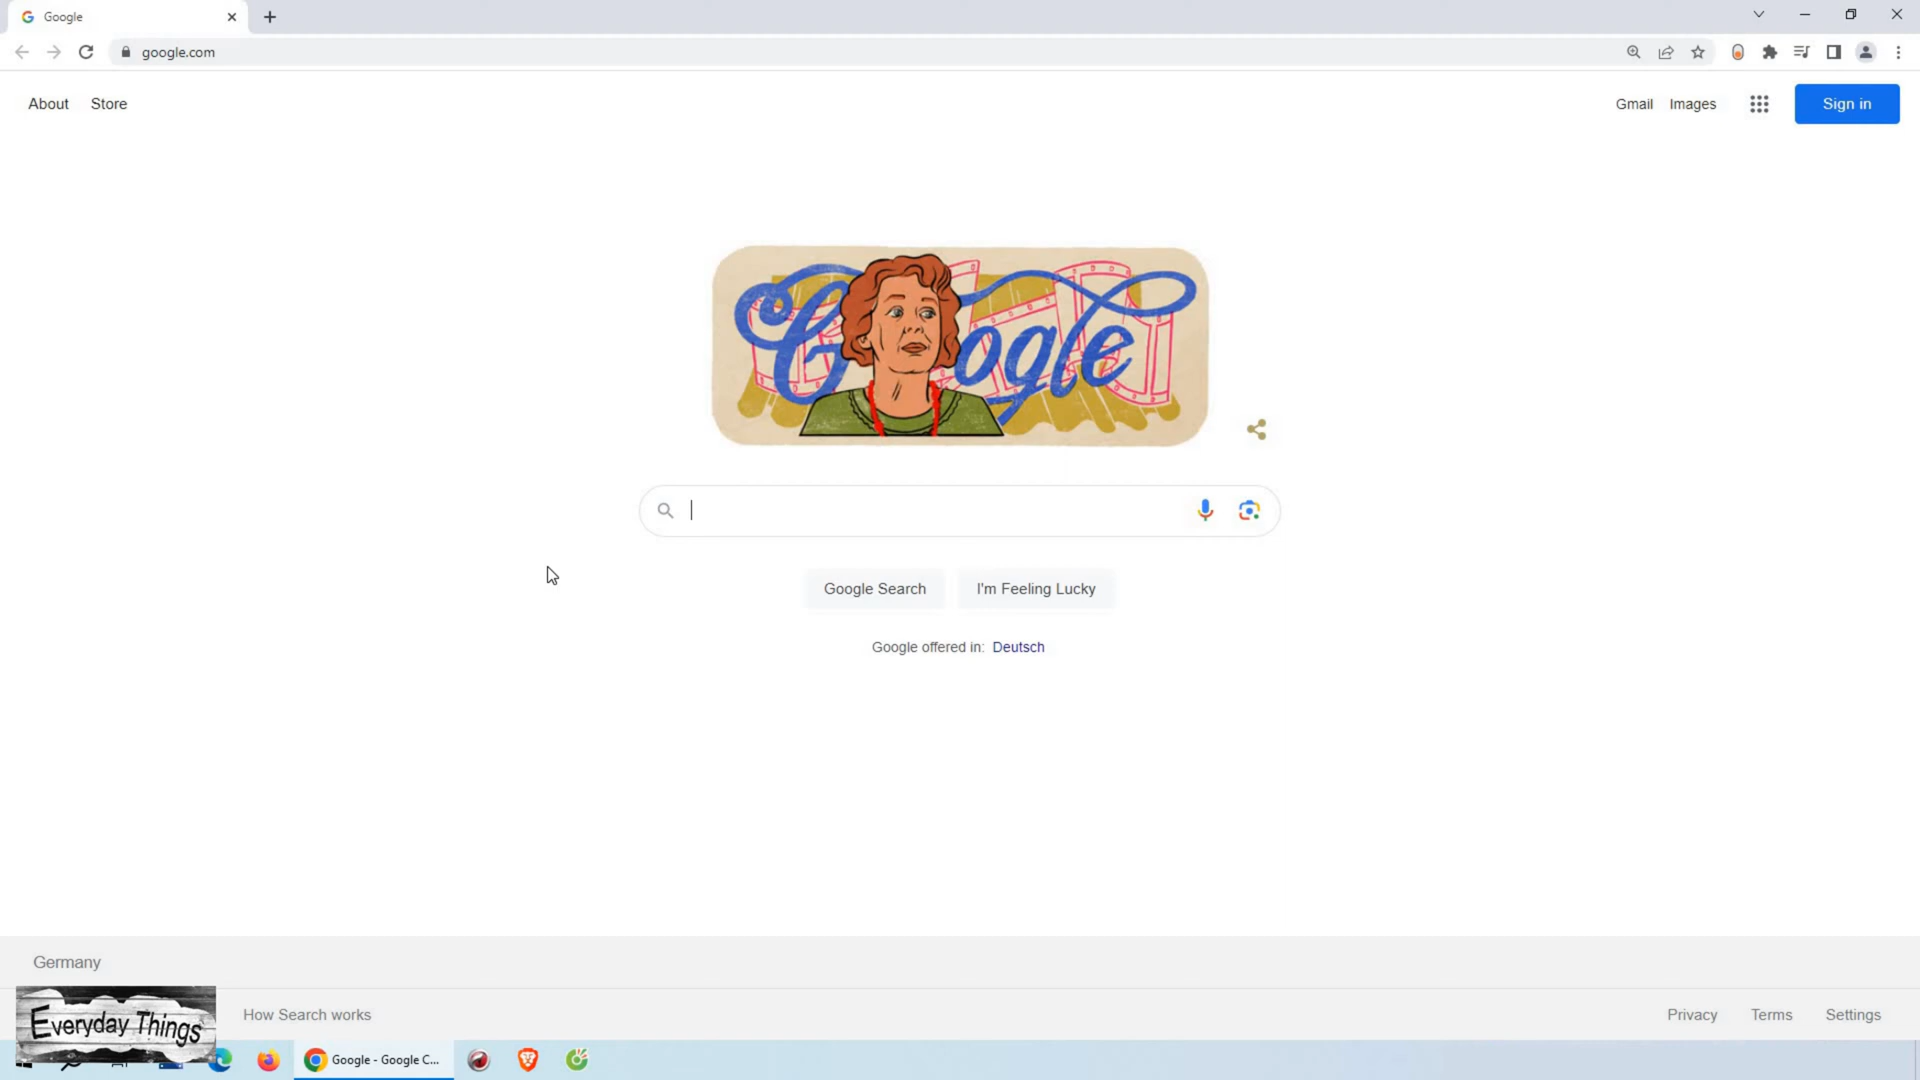 Google
google.com
About Store
Gmail Images Sign in
Google
Google Search I'm Feeling Lucky
Google offered in: Deutsch
Germany
Everyday Things
How Search works
Privacy Terms Settings
Google - Google C...